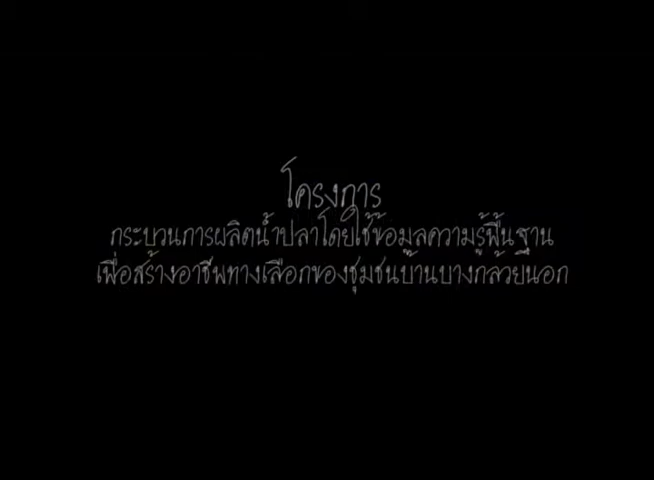 โครงการ
กระบวนการผลิตน้ำปลาโดยใช้ข้อมูลความรู้พื้นฐาน
เพื่อสร้างอาชีพทางเลือกของชุมชนบ้านบางกล้วยนอก